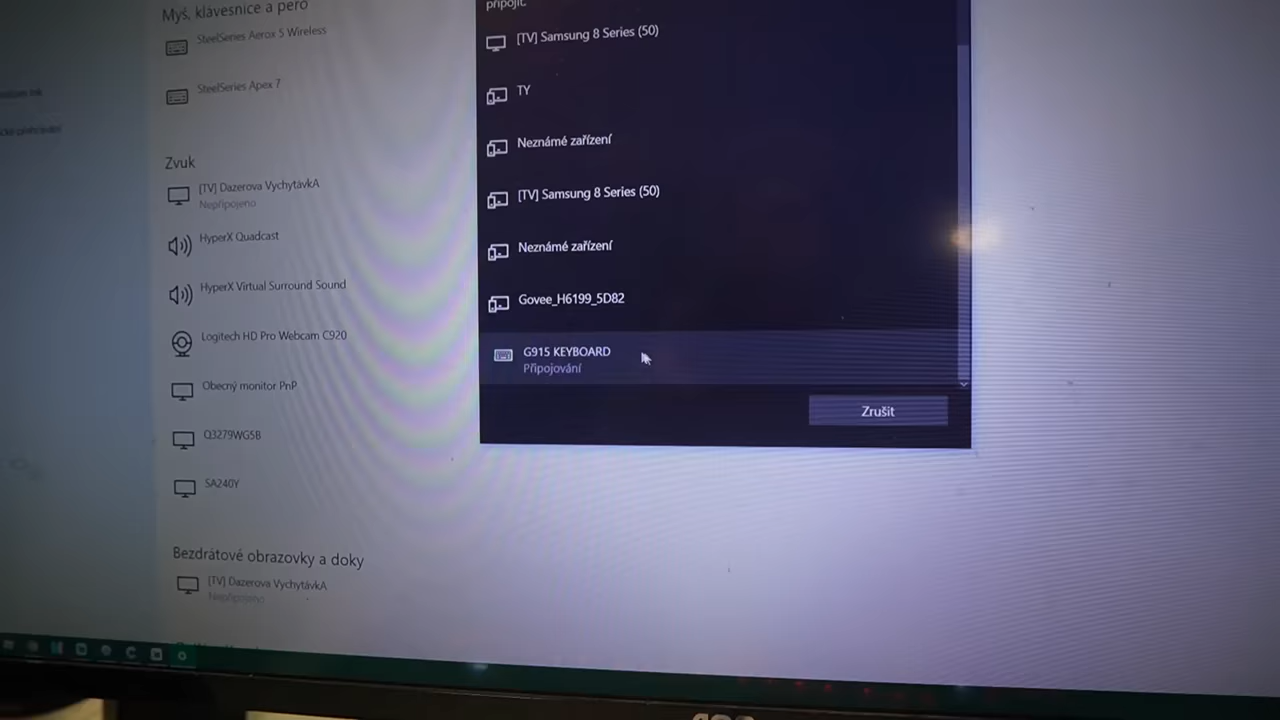 Myš, klávesnice a pero
SteelSeries Aerox 5 Wireless
SteelSeries Apex 7
Zvuk
[TV] Dazerova VychytávkA
Nepřipojeno
HyperX Quadcast
HyperX Virtual Surround Sound
Logitech HD Pro Webcam C920
Obecný monitor PnP
Q3279WG5B
SA240Y
Bezdrátové obrazovky a doky
[TV] Dazerova VychytávkA
Nepřipojeno
připojit.
[TV] Samsung 8 Series (50)
TY
Neznámé zařízení
[TV] Samsung 8 Series (50)
Neznámé zařízení
Govee_H6199_5D82
G915 KEYBOARD
Připojování
Zrušit